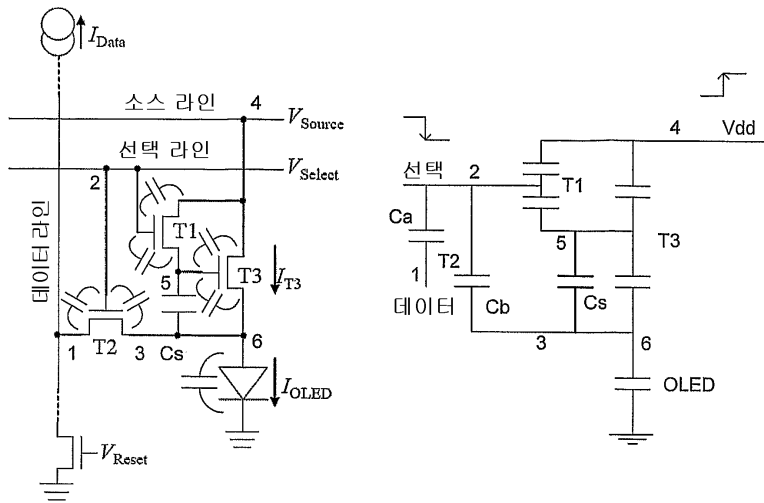 I_Data
소스 라인
4
V_Source
선택 라인
V_Select
2
데이터 라인
T1
5
T3
I_T3
1
T2
3
Cs
6
I_OLED
V_Reset
4
Vdd
선택
2
T1
Ca
5
T3
1
T2
데이터
Cb
Cs
3
6
OLED